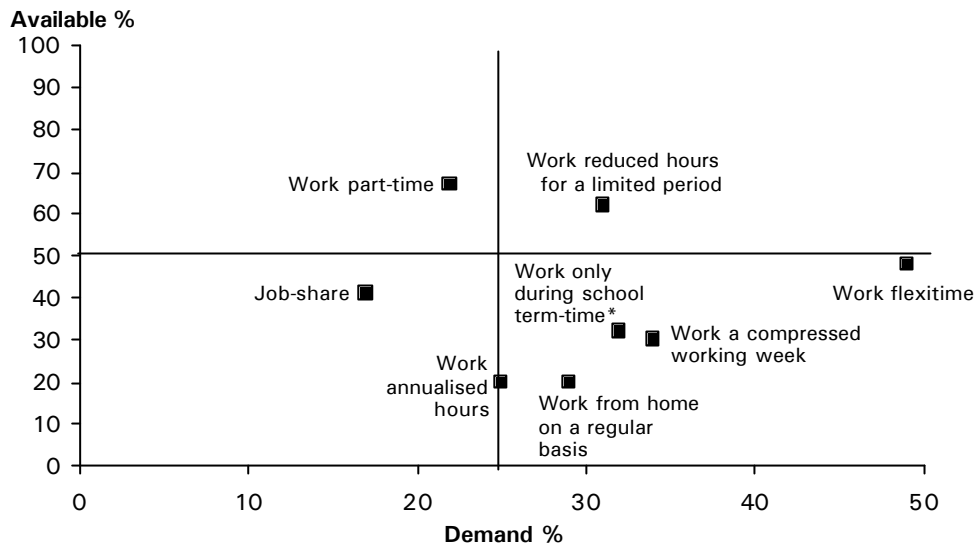 Available %
100
90
80
70
60
50
40
30
20
10
0
Work part-time
Work reduced hours
for a limited period
Job-share
Work only
during school
term-time*
Work flexitime
Work a compressed
working week
Work
annualised
hours
Work from home
on a regular
basis
0
10
20
30
40
50
Demand %